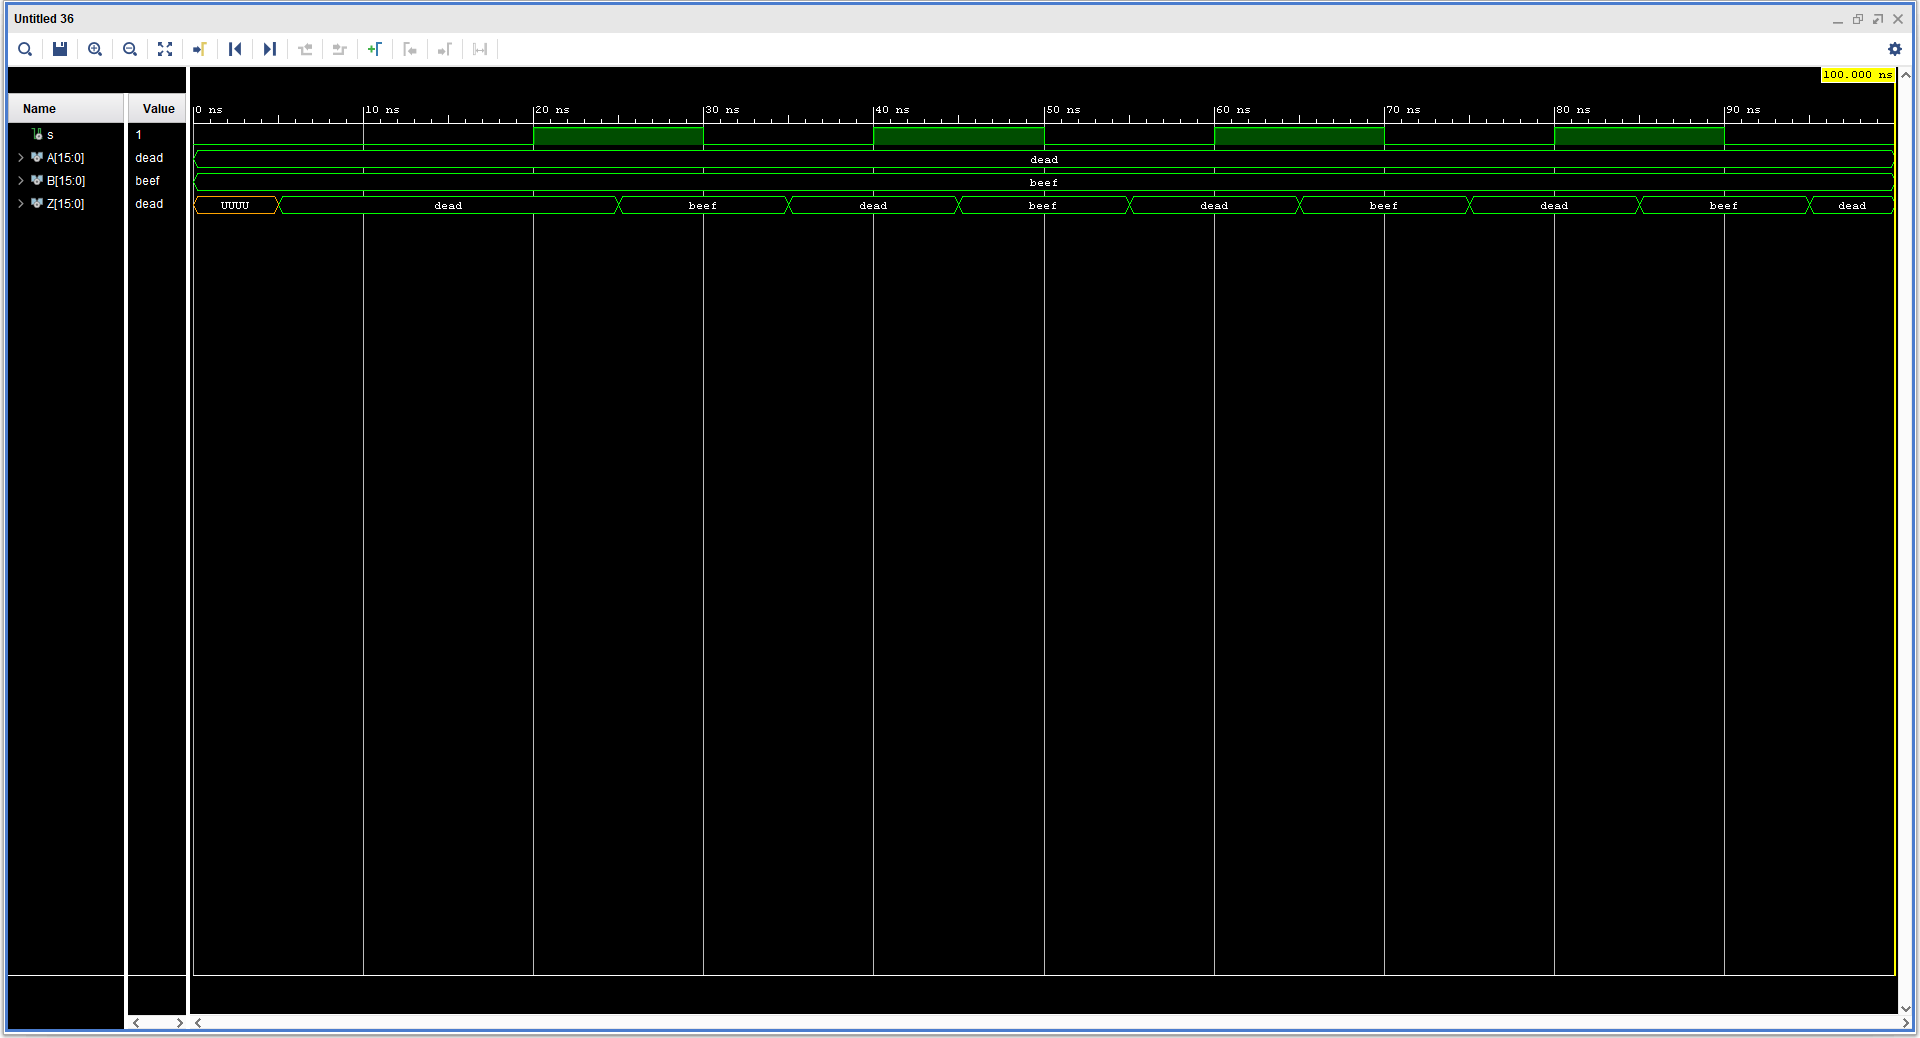 Untitled 36
100.000 ns
Name Value
0 ns 10 ns 20 ns 30 ns 40 ns 50 ns 60 ns 70 ns 80 ns 90 ns
s 1
A[15:0] dead dead
B[15:0] beef beef
Z[15:0] dead UUUU dead beef dead beef dead beef dead beef dead